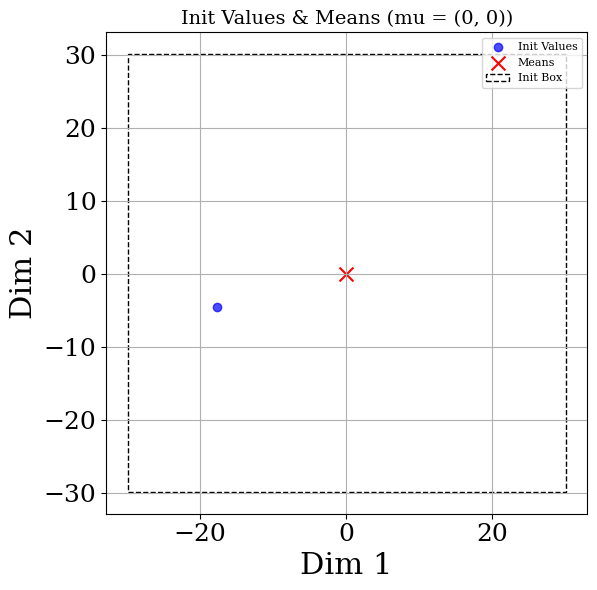 Init Values & Means (mu = (0, 0))
Init Values
Means
Init Box
30
20
10
0
−10
−20
−30
Dim 2
−20
0
20
Dim 1